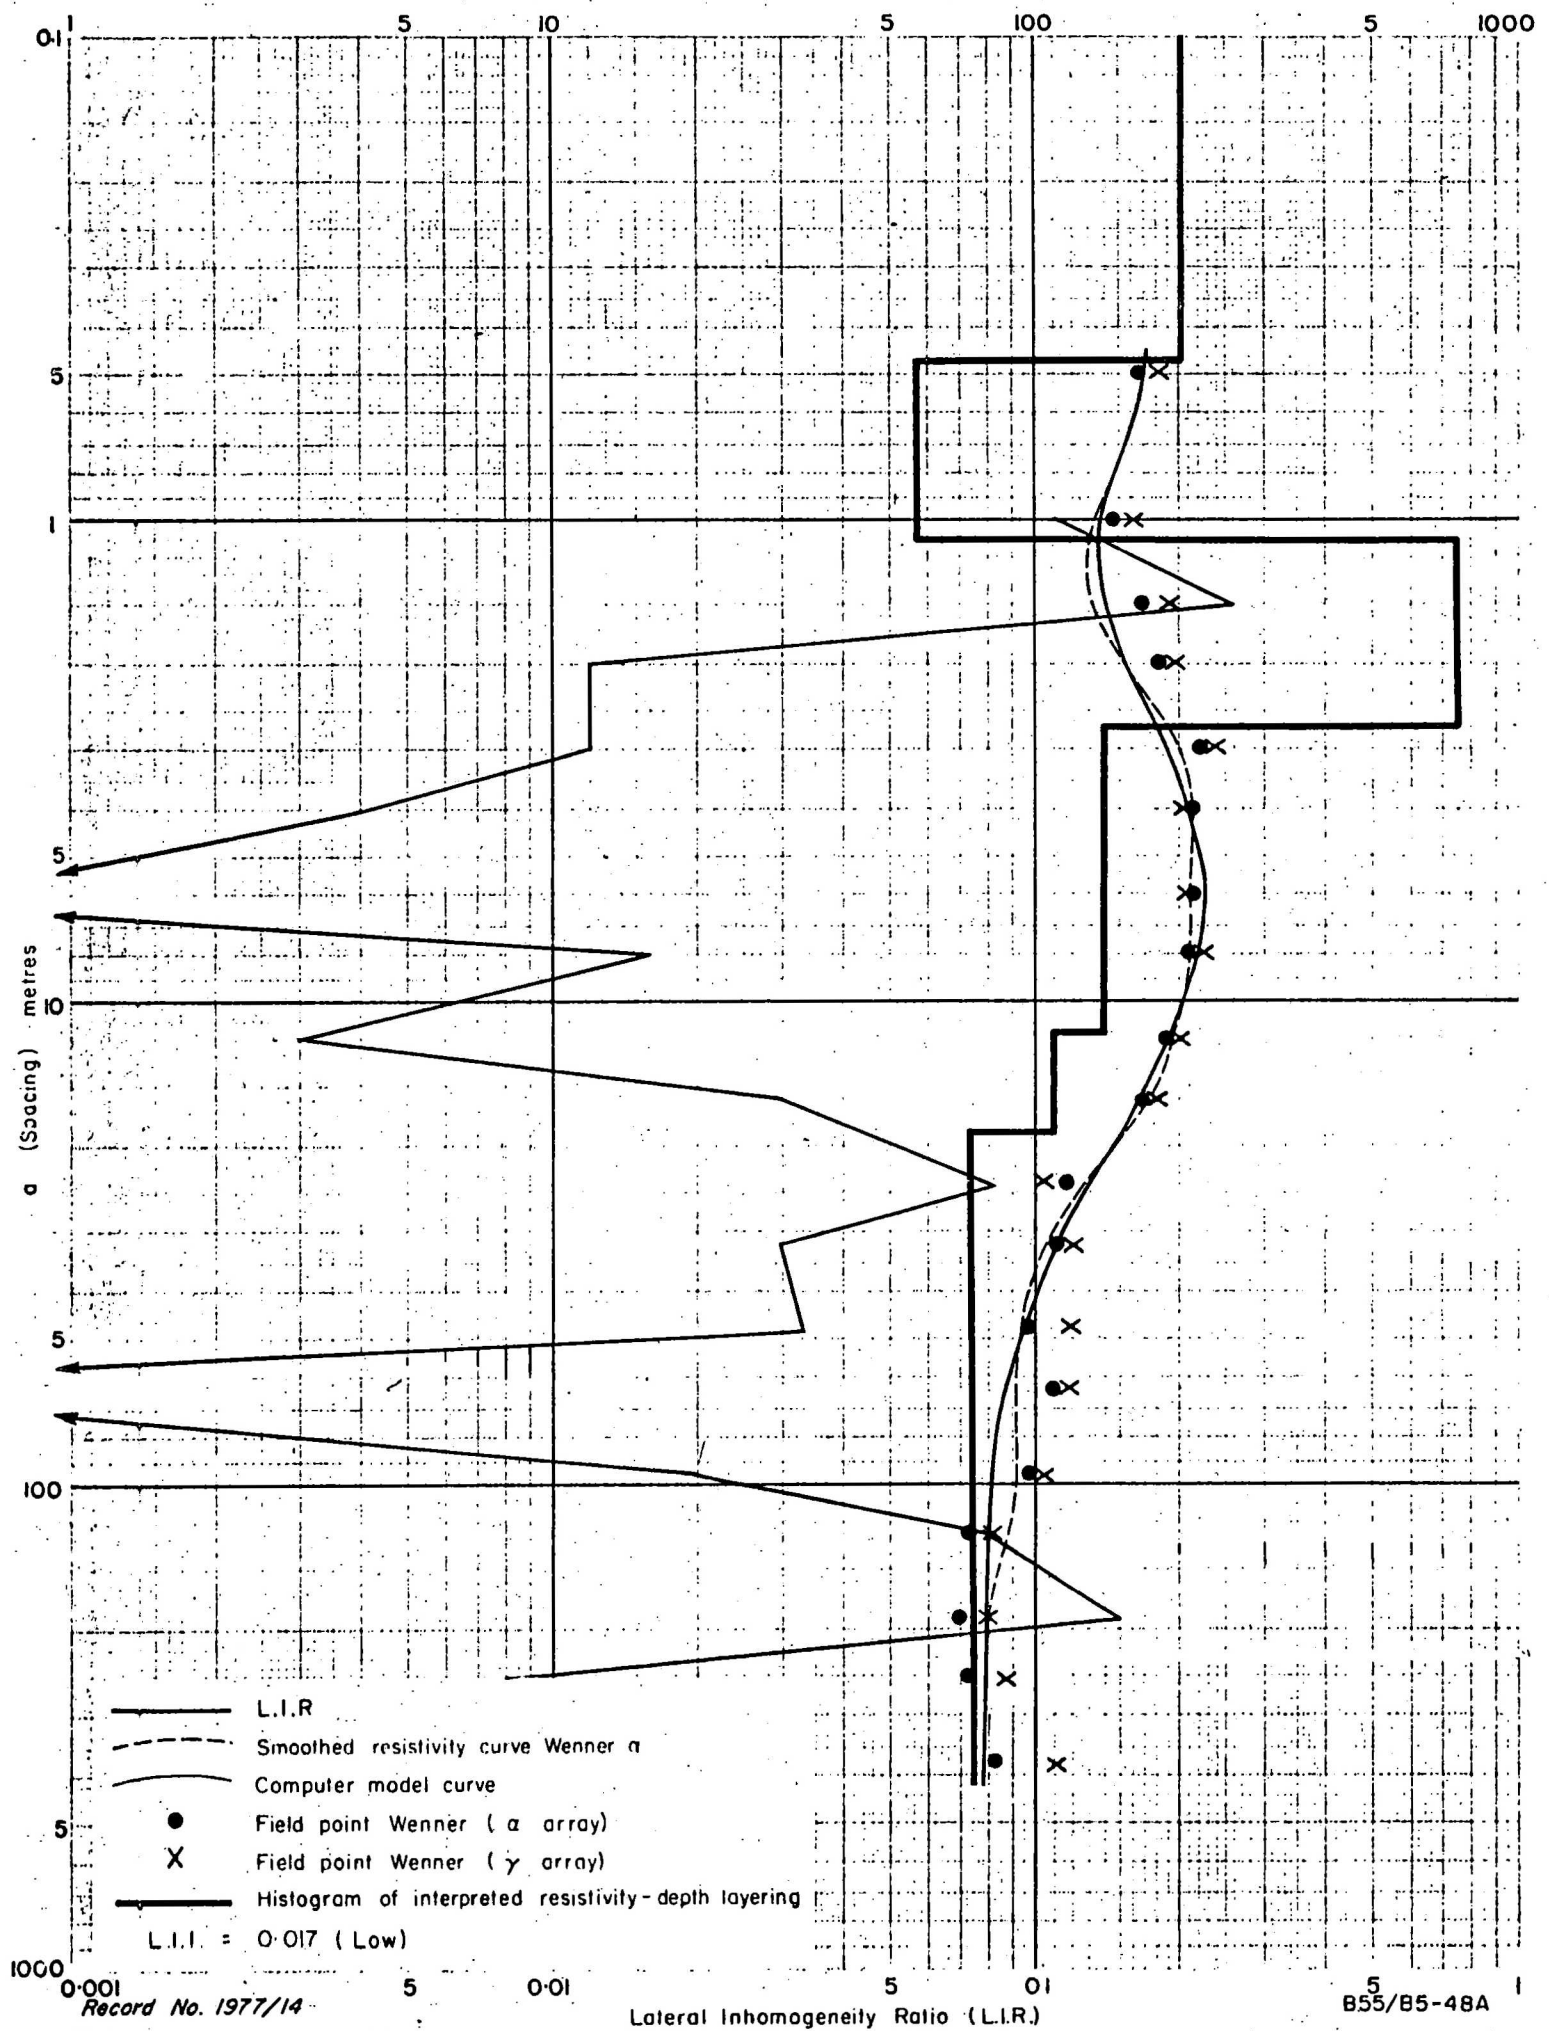 1 5 10 5 100 5 1000
0.1
5
1
5
a (Spacing) metres
10
5
100
L.I.R
Smoothed resistivity curve Wenner α
Computer model curve
Field point Wenner ( α array)
5
Field point Wenner ( γ array)
Histogram of interpreted resistivity-depth layering
L.I.I. = 0.017 ( Low)
1000
0.001 5 0.01 5 01 5 1
Record No. 1977/14
Lateral Inhomogeneity Ratio (L.I.R.)
B55/B5-48A